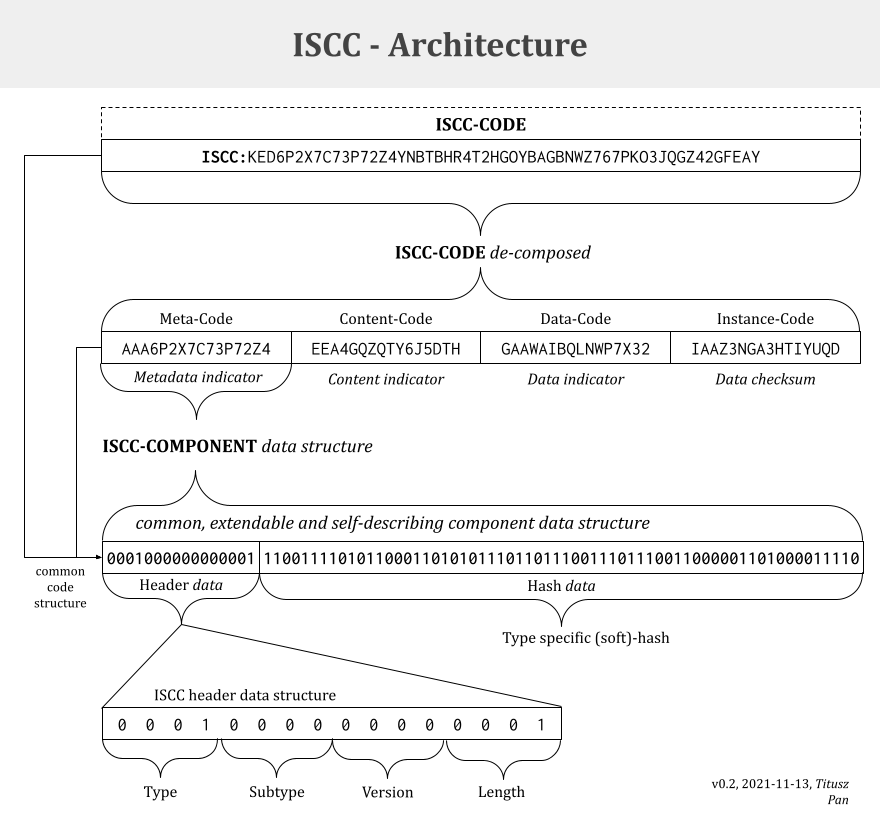 ISCC - Architecture
ISCC-CODE
ISCC:KED6P2X7C73P72Z4YNBTBHR4T2HGOYBAGBNWZ767PKO3JQGZ42GFEAY
ISCC-CODE de-composed
Meta-Code Content-Code Data-Code Instance-Code
AAA6P2X7C73P72Z4 EEA4GQZQTY6J5DTH GAAWAIBQLNWP7X32 IAAZ3NGA3HTIYUQD
Metadata indicator Content indicator Data indicator Data checksum
ISCC-COMPONENT data structure
common, extendable and self-describing component data structure
0001000000000001 1100111101011000110101011101101110011101110011000001101000011110
common
code
structure
Header data Hash data
Type specific (soft)-hash
ISCC header data structure
0 0 0 1 0 0 0 0 0 0 0 0 0 0 0 1
Type Subtype Version Length
v0.2, 2021-11-13, Titusz
Pan